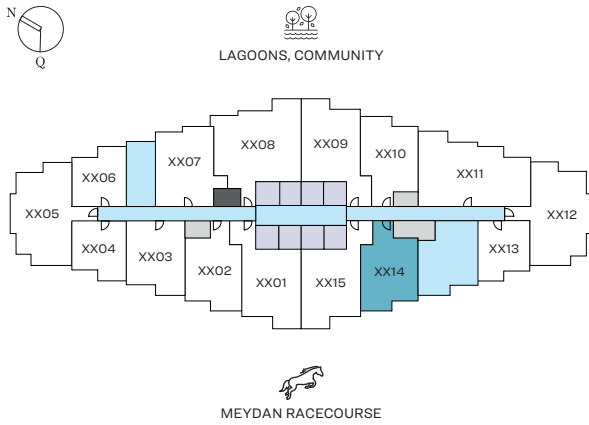 N
Q
LAGOONS, COMMUNITY
XX08
XX09
XX07
XX10
XX06
XX11
XX05
XX12
XX04
XX03
XX02
XX01
XX15
XX14
XX13
MEYDAN RACECOURSE